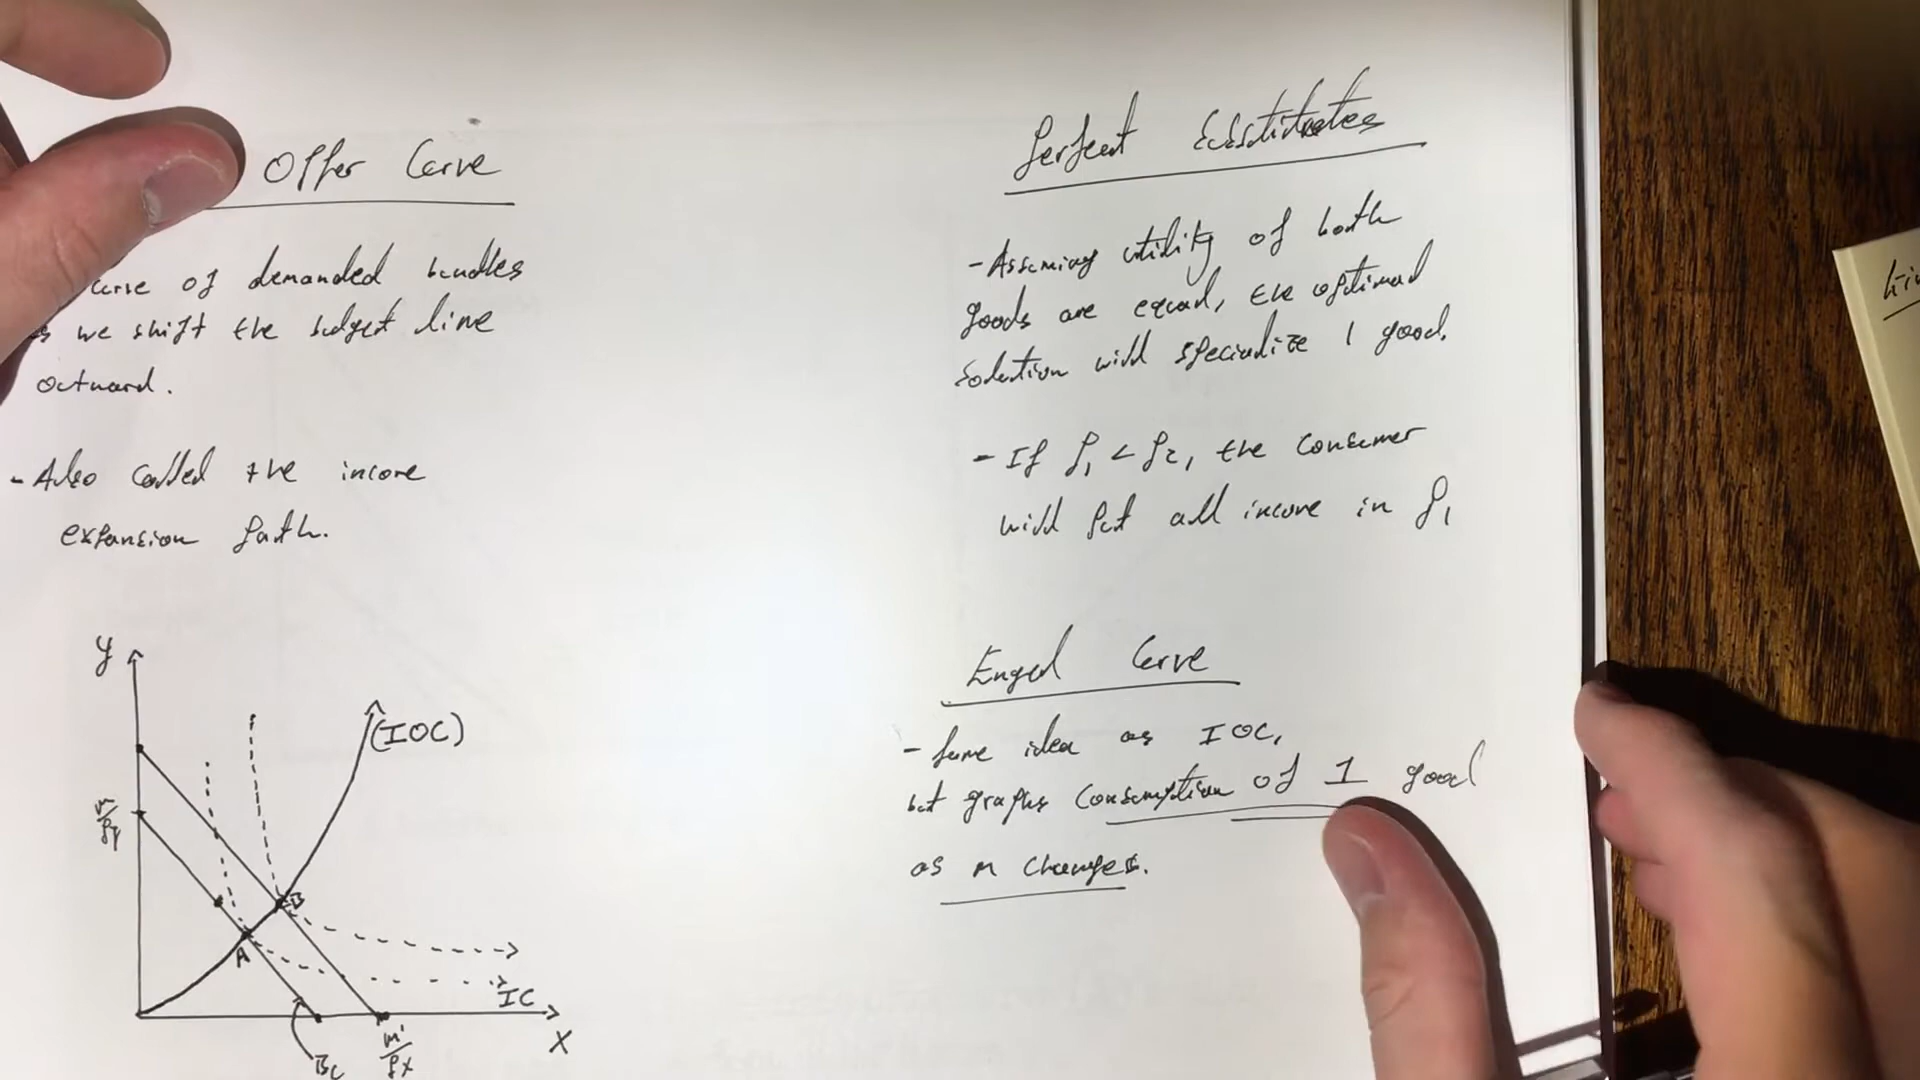 Offer Curve
curve of demanded bundles
s we shift the budget line
outward.
- Also called the income
expansion path.
y
(IOC)
m/Py
B
A
IC
X
BC
m'/Px
Perfect Substitutes
- Assuming utility of both
goods are equal, the optimal
solution will specialize 1 good.
- If P1 < P2, the consumer
will put all income in P1
Engel Curve
- Same idea as IOC,
but graphs consumption of 1 good
as m changes.